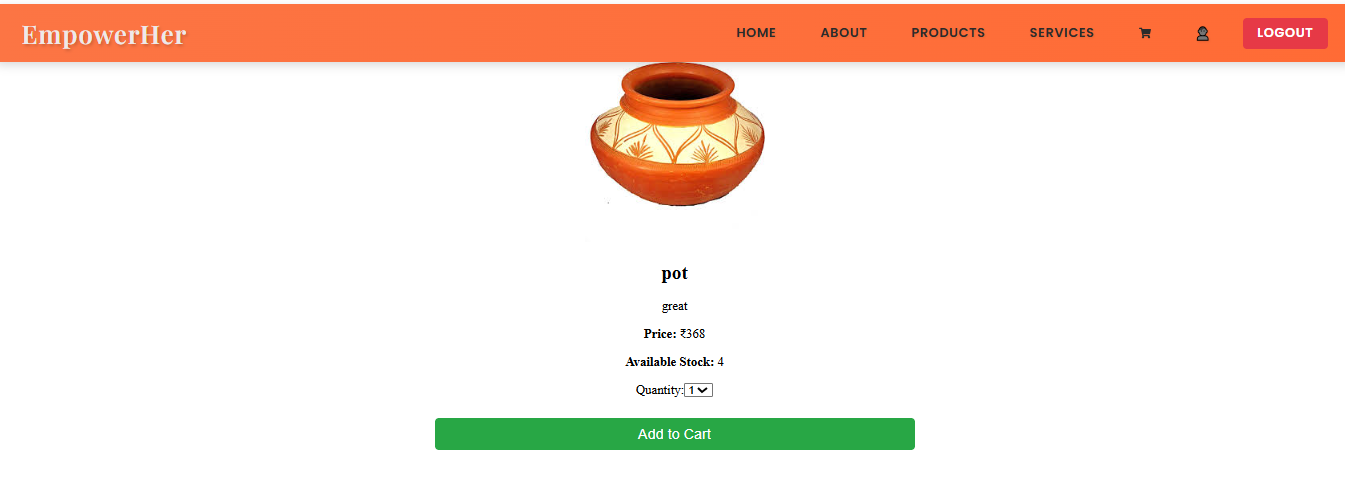 EmpowerHer HOME ABOUT PRODUCTS SERVICES LOGOUT
pot
great
Price: ₹368
Available Stock: 4
Quantity: 1
Add to Cart